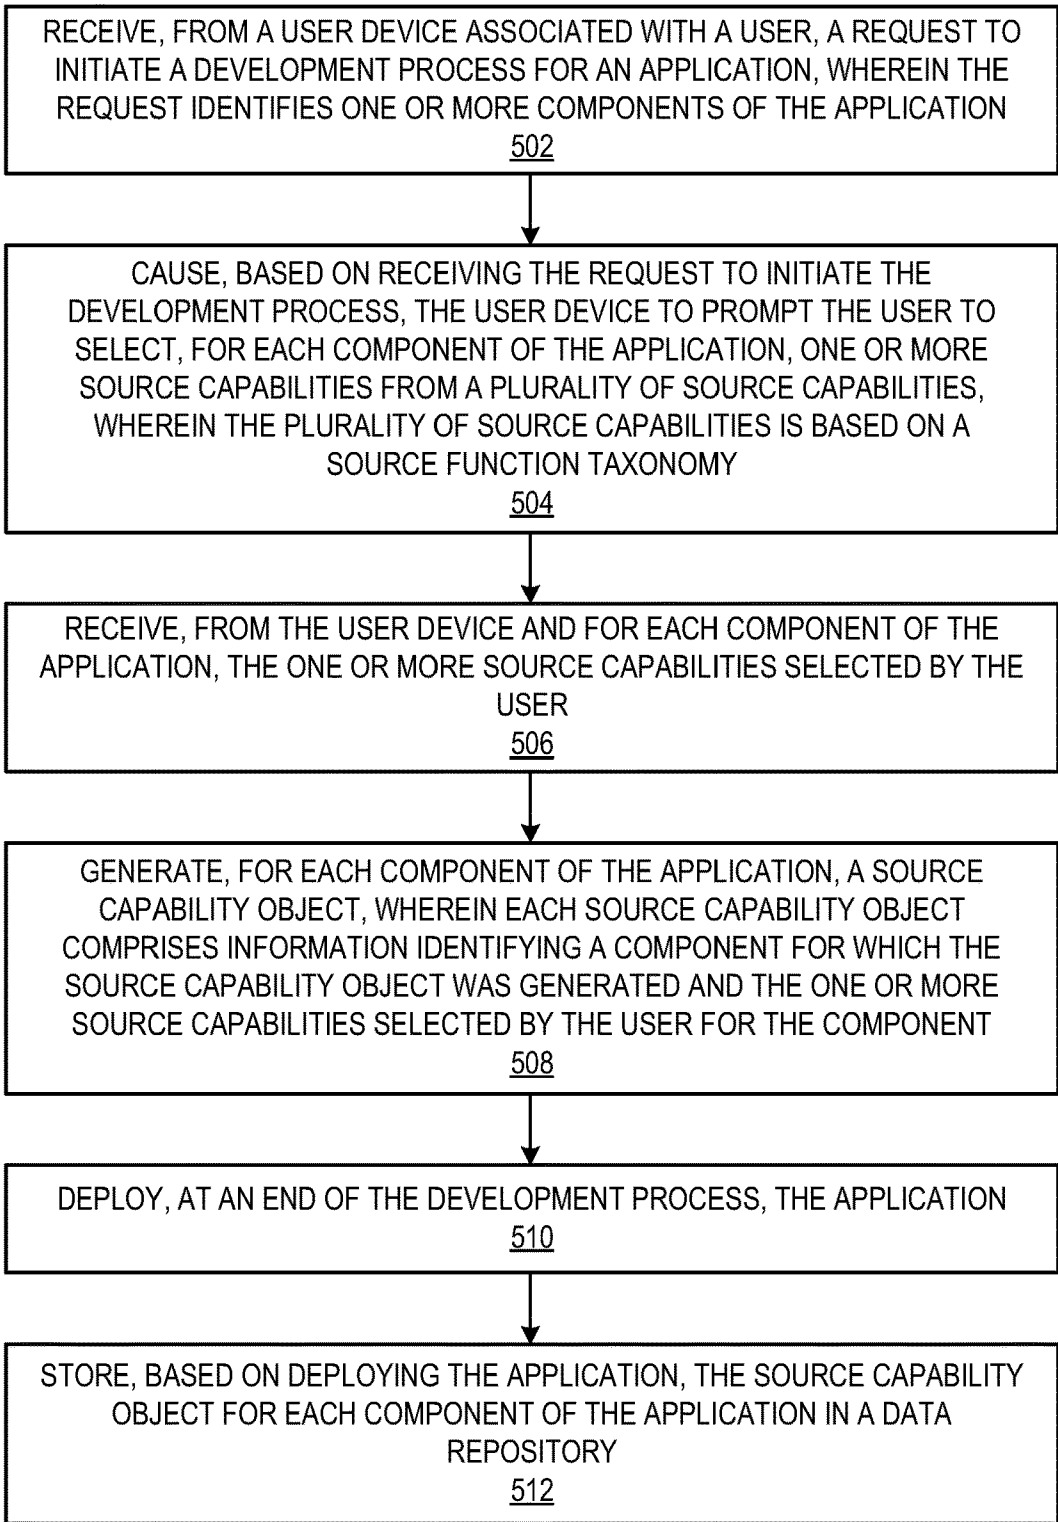 RECEIVE, FROM A USER DEVICE ASSOCIATED WITH A USER, A REQUEST TO
INITIATE A DEVELOPMENT PROCESS FOR AN APPLICATION, WHEREIN THE
REQUEST IDENTIFIES ONE OR MORE COMPONENTS OF THE APPLICATION
502
CAUSE, BASED ON RECEIVING THE REQUEST TO INITIATE THE
DEVELOPMENT PROCESS, THE USER DEVICE TO PROMPT THE USER TO
SELECT, FOR EACH COMPONENT OF THE APPLICATION, ONE OR MORE
SOURCE CAPABILITIES FROM A PLURALITY OF SOURCE CAPABILITIES,
WHEREIN THE PLURALITY OF SOURCE CAPABILITIES IS BASED ON A
SOURCE FUNCTION TAXONOMY
504
RECEIVE, FROM THE USER DEVICE AND FOR EACH COMPONENT OF THE
APPLICATION, THE ONE OR MORE SOURCE CAPABILITIES SELECTED BY THE
USER
506
GENERATE, FOR EACH COMPONENT OF THE APPLICATION, A SOURCE
CAPABILITY OBJECT, WHEREIN EACH SOURCE CAPABILITY OBJECT
COMPRISES INFORMATION IDENTIFYING A COMPONENT FOR WHICH THE
SOURCE CAPABILITY OBJECT WAS GENERATED AND THE ONE OR MORE
SOURCE CAPABILITIES SELECTED BY THE USER FOR THE COMPONENT
508
DEPLOY, AT AN END OF THE DEVELOPMENT PROCESS, THE APPLICATION
510
STORE, BASED ON DEPLOYING THE APPLICATION, THE SOURCE CAPABILITY
OBJECT FOR EACH COMPONENT OF THE APPLICATION IN A DATA
REPOSITORY
512